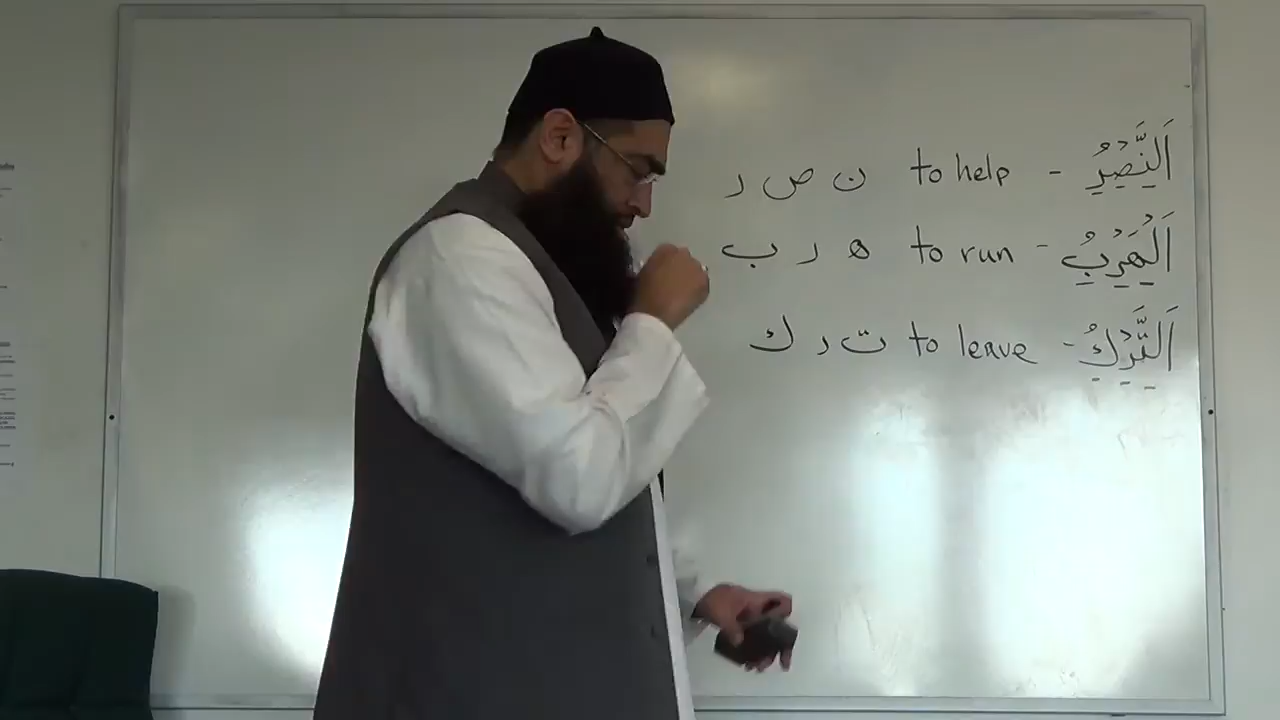 اَلنَّصْرُ - to help ن ص ر
اَلْهَرْبُ - to run ه ر ب
اَلتَّرْكُ - to leave ت ر ك